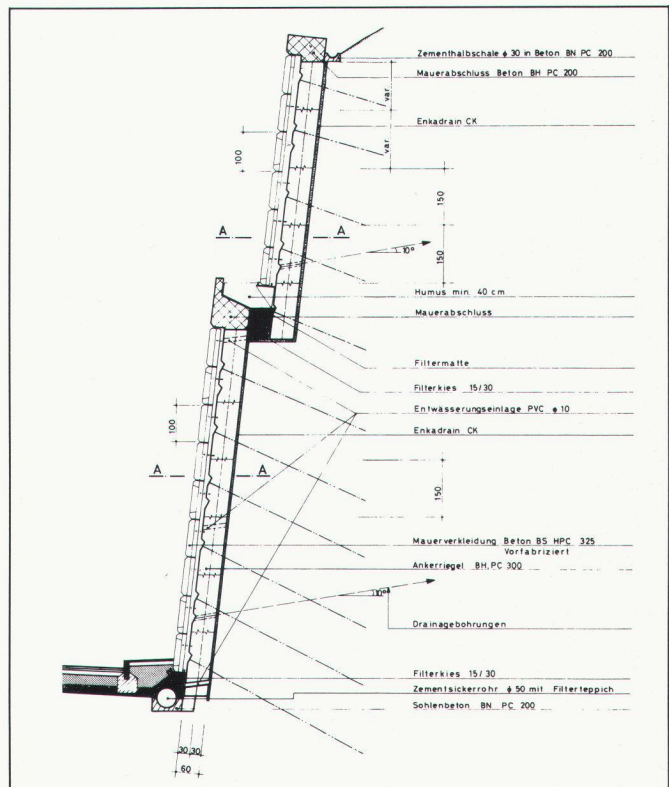 Zementhalbschale ϕ 30 in Beton BN PC 200
Mauerabschluss Beton BH PC 200
var.
Enkadrain CK
var.
100
150
A
A
10°
150
Humus min. 40 cm
Mauerabschluss
Filtermatte
Filterkies 15/30
Entwässerungseinlage PVC ϕ 10
100
Enkadrain CK
A
A
150
Mauerverkleidung Beton BS HPC 325
Vorfabriziert
Ankerriegel BH, PC 300
10°
Drainagebohrungen
Filterkies 15/30
Zementsickerrohr ϕ 50 mit Filterteppich
Sohlenbeton BN PC 200
30 30
60